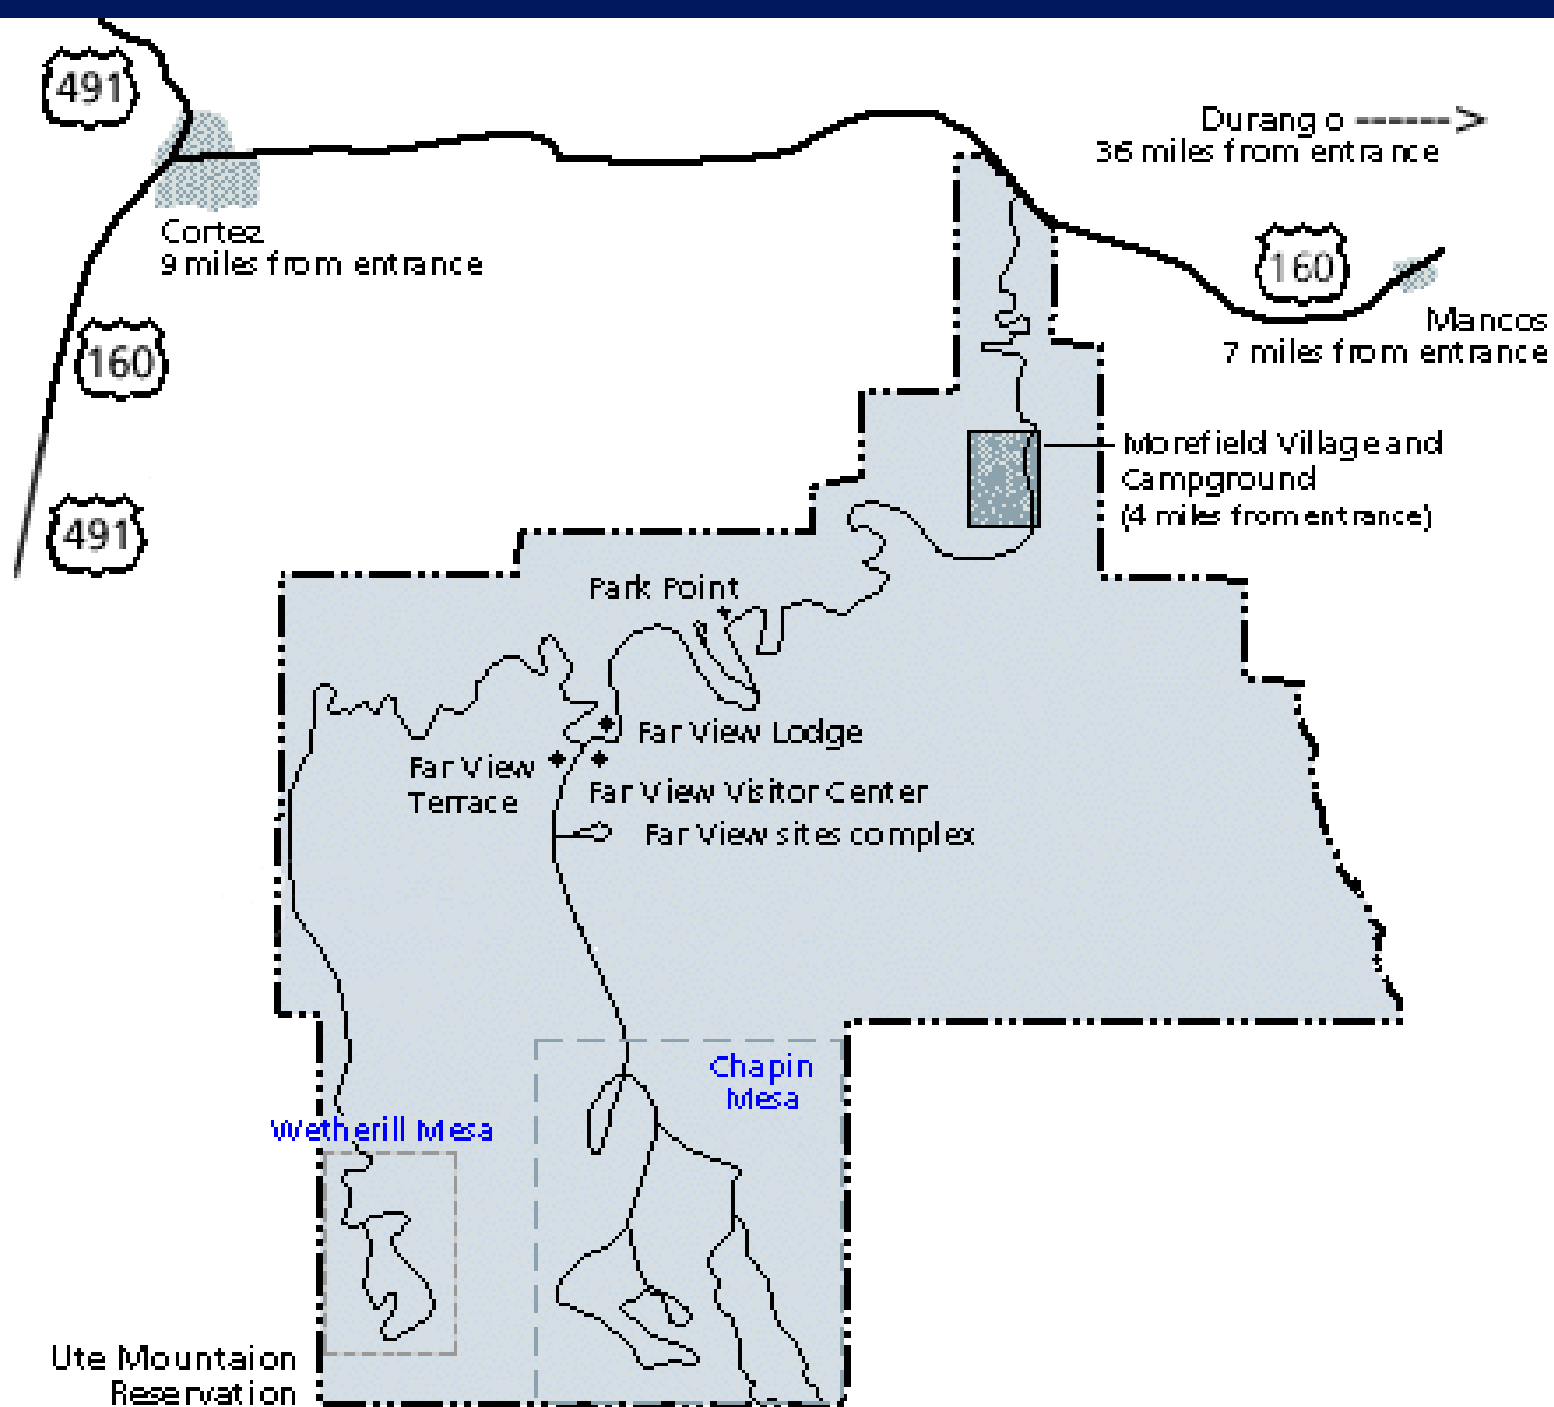 491
Durango ------>
36 miles from entrance
Cortez
9 miles from entrance
160
Mancos
7 miles from entrance
160
Morefield Village and
Campground
(4 miles from entrance)
491
Park Point
Far View Lodge
Far View
Terrace
Far View Visitor Center
Far View sites complex
Chapin
Mesa
Wetherill Mesa
Ute Mountaion
Reservation